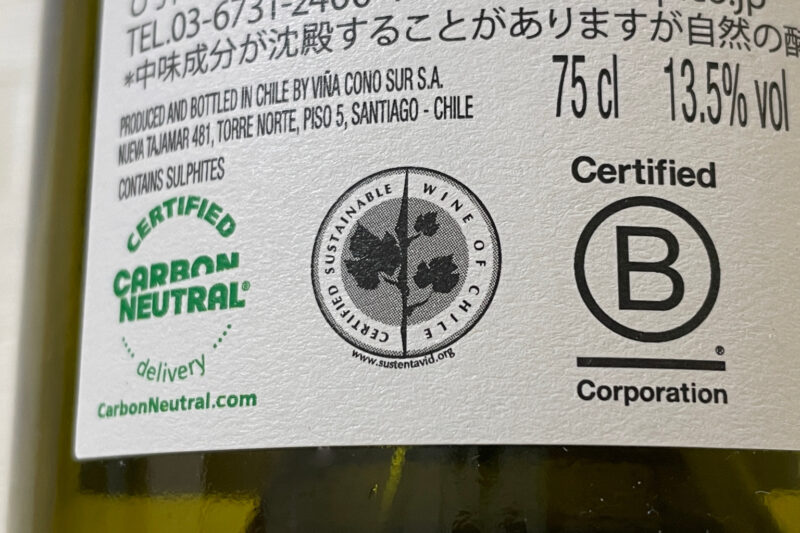 TEL.03-6731-2400
*中味成分が沈殿することがありますが自然の
PRODUCED AND BOTTLED IN CHILE BY VIÑA CONO SUR S.A.
NUEVA TAJAMAR 481, TORRE NORTE, PISO 5, SANTIAGO - CHILE
CONTAINS SULPHITES
75 cl 13.5% vol
CERTIFIED
CARBON
NEUTRAL®
delivery
CarbonNeutral.com
CERTIFIED SUSTAINABLE WINE OF CHILE
www.sustentavid.org
Certified
B
®
Corporation